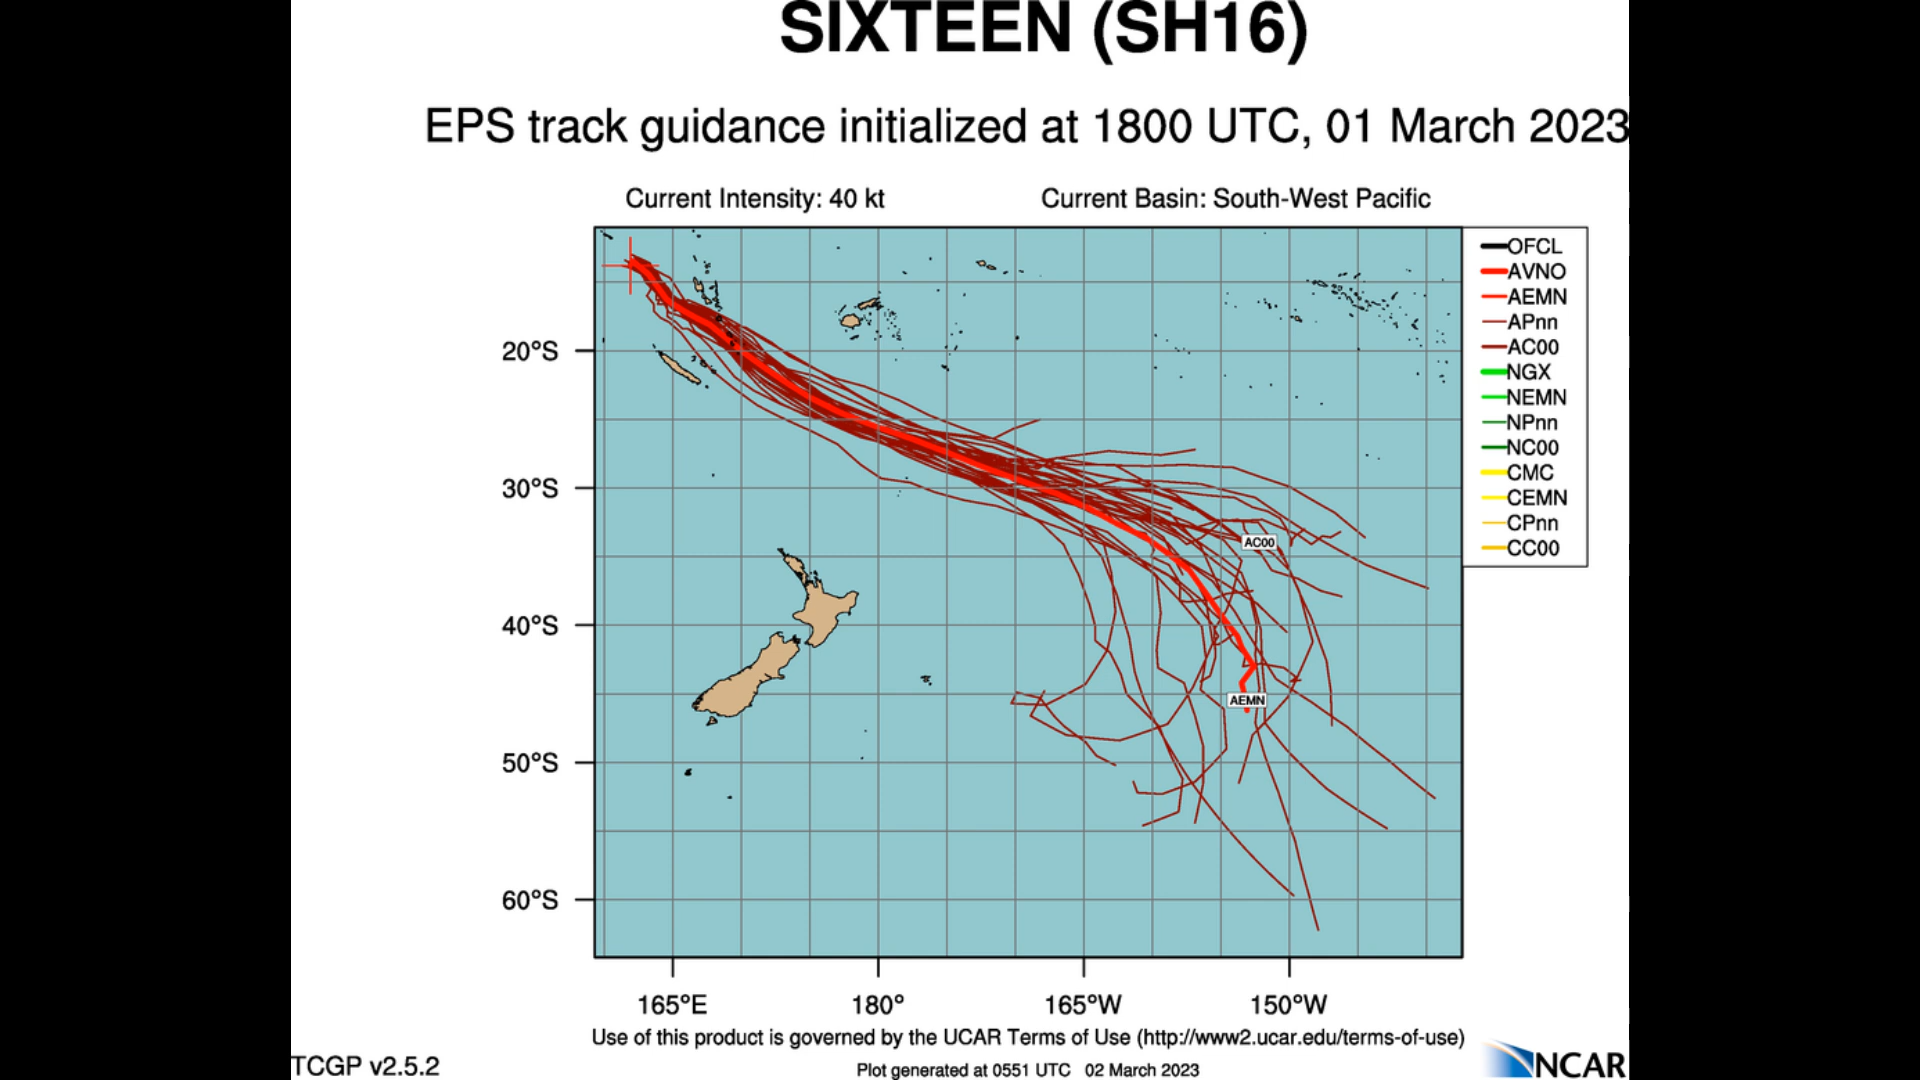 SIXTEEN (SH16)
EPS track guidance initialized at 1800 UTC, 01 March 2023
Current Intensity: 40 kt
Current Basin: South-West Pacific
OFCL
AVNO
AEMN
APnn
AC00
NGX
NEMN
NPnn
NC00
CMC
CEMN
CPnn
CC00
20°S
30°S
40°S
50°S
60°S
AC00
AEMN
165°E
180°
165°W
150°W
Use of this product is governed by the UCAR Terms of Use (http://www2.ucar.edu/terms-of-use)
TCGP v2.5.2
Plot generated at 0551 UTC 02 March 2023
NCAR